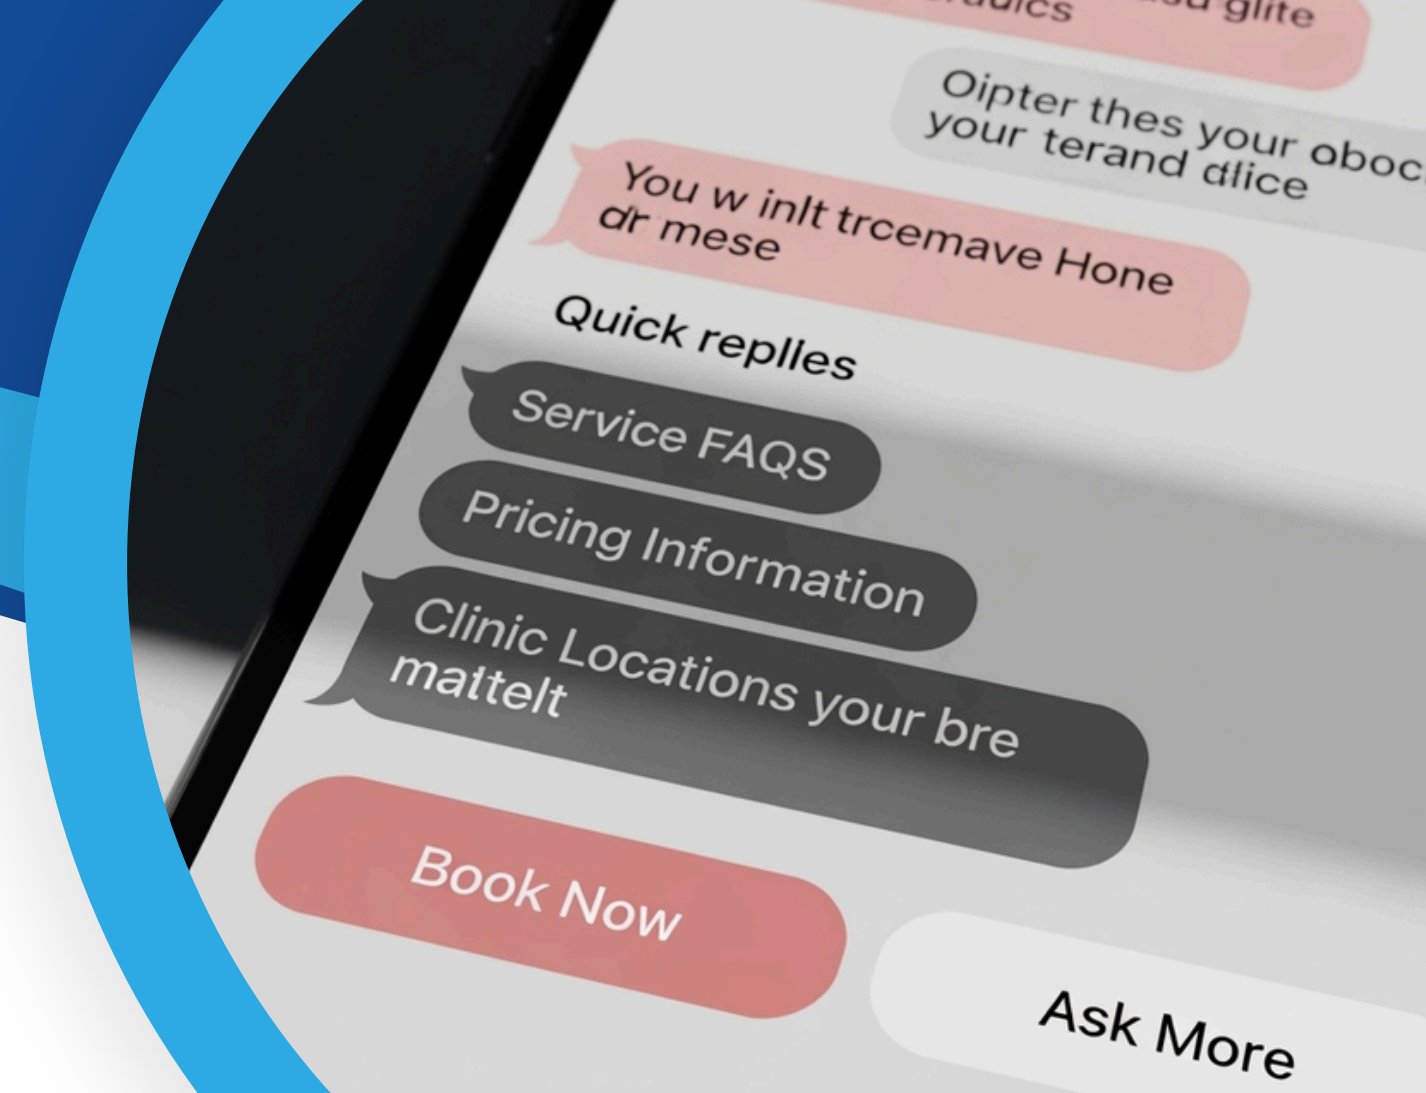 glite
Oipter thes your
your terand dlice
You w inlt trcemave Hone
dr mese
Quick replles
Service FAQS
Pricing Information
Clinic Locations your bre
maltelt
Book Now
Ask More